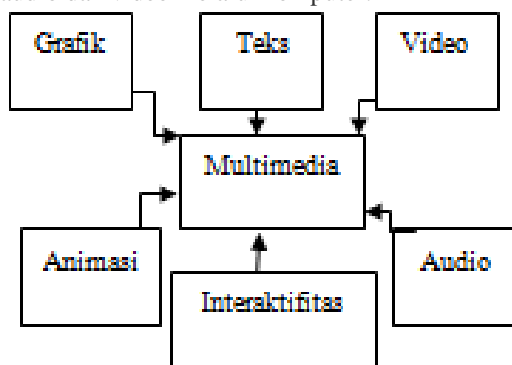 Grafik
Teks
Video
Multimedia
Animasi
Audio
Interaktifitas